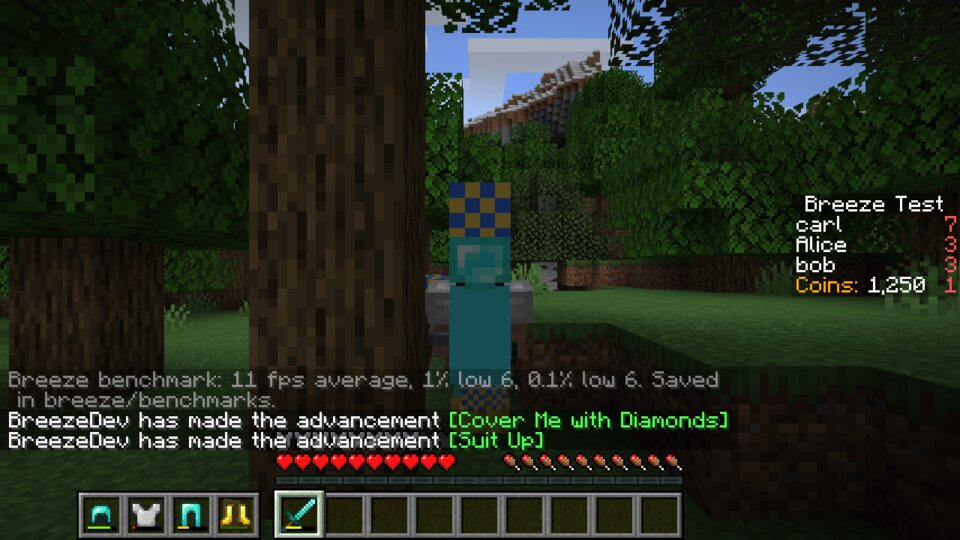 Breeze Test
carl 7
Alice 3
bob 3
Coins: 1,250 1
Breeze benchmark: 11 fps average, 1% low 6, 0.1% low 6. Saved
in breeze/benchmarks.
BreezeDev has made the advancement [Cover Me with Diamonds]
BreezeDev has made the advancement [Suit Up]